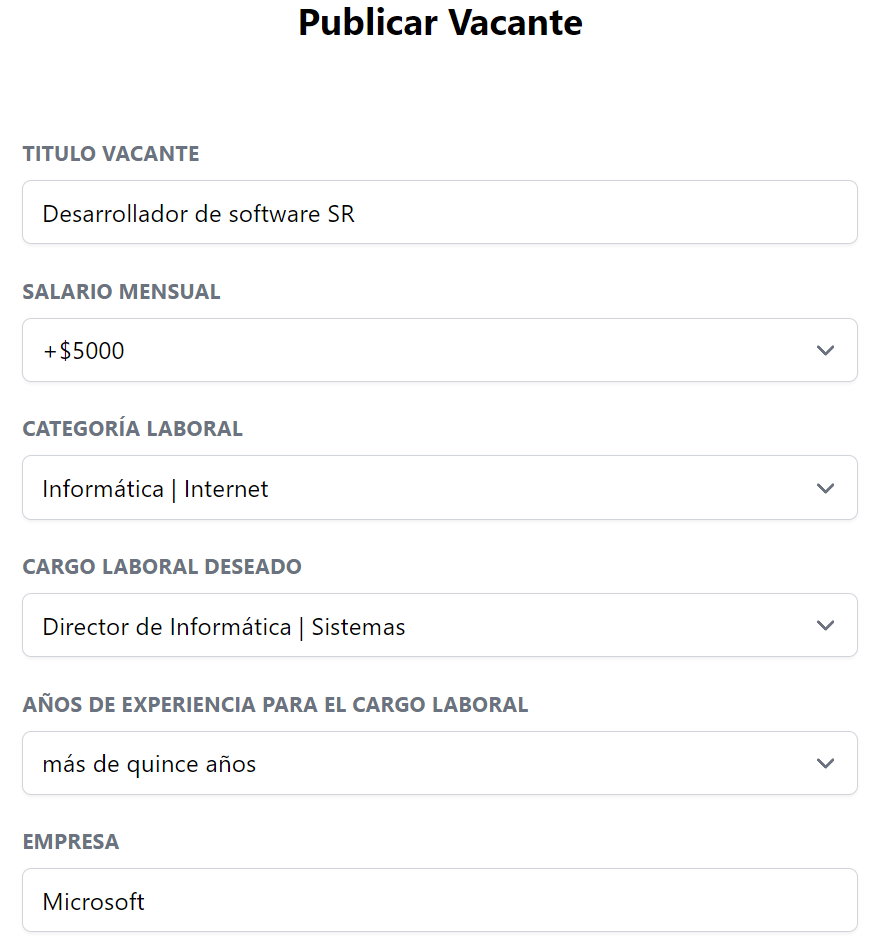 Publicar Vacante
TITULO VACANTE
Desarrollador de software SR
SALARIO MENSUAL
+$5000
CATEGORÍA LABORAL
Informática | Internet
CARGO LABORAL DESEADO
Director de Informática | Sistemas
AÑOS DE EXPERIENCIA PARA EL CARGO LABORAL
más de quince años
EMPRESA
Microsoft